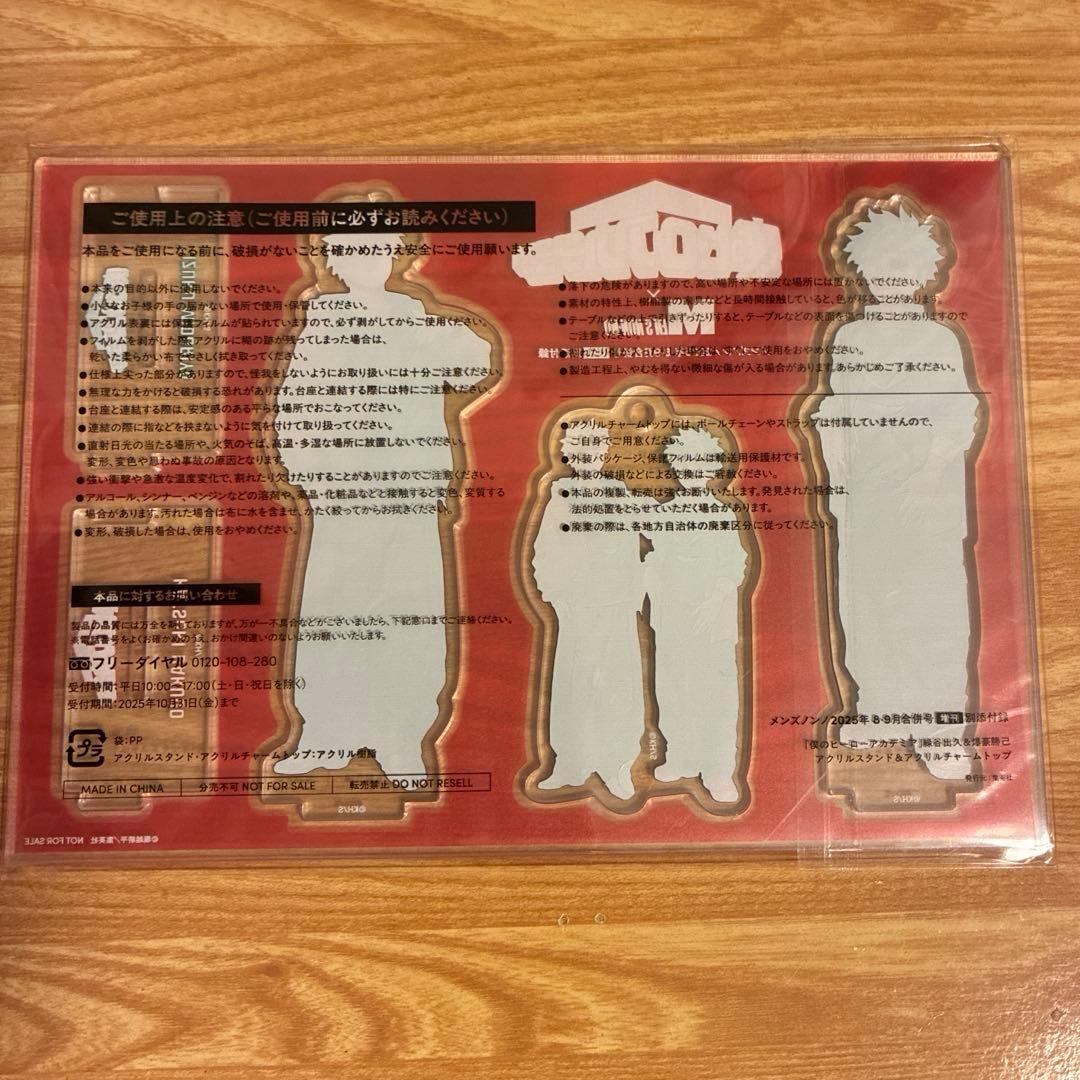 ご使用上の注意(ご使用前に必ずお読みください)
本品をご使用になる前に、破損がないことを確かめたうえ安全にご使用願います。
●本来の目的以外に使用しないでください。
●小さなお子様の手の届かない場所で使用・保管してください。
●アクリル表裏には保護フィルムが貼られていますので、必ず剥がしてからご使用ください。
●フィルムを剥がした際、アクリルに糊の跡が残ってしまった場合は、
乾いた柔らかい布でやさしく拭き取ってください。
●仕様上尖った部分がありますので、怪我をしないようにお取り扱いには十分ご注意ください。
●無理な力をかけると破損する恐れがあります。台座と連結する際には特にご注意ください。
●台座と連結する際は、安定感のある平らな場所でおこなってください。
●連結の際に指などを挟まないように気を付けて取り扱ってください。
●直射日光の当たる場所や、火気のそば、高温・多湿な場所に放置しないでください。
変形、変色や思わぬ事故の原因となります。
●強い衝撃や急激な温度変化で、割れたり欠けたりすることがありますのでご注意ください。
●アルコール、シンナー、ベンジンなどの溶剤や、薬品・化粧品などと接触すると変色、変質する
場合があります。汚れた場合は布に水を含ませ、かたく絞ってからお拭きください。
●変形、破損した場合は、使用をおやめください。
本品に対するお問い合わせ
製品の品質には万全を期しておりますが、万が一不具合などがございましたら、下記窓口までご連絡ください。
※電話番号をよくお確かめのうえ、おかけ間違いのないようお願いいたします。
フリーダイヤル 0120-108-280
受付時間:平日10:00~17:00(土・日・祝日を除く)
受付期間:2025年10月31日(金)まで
プラ
袋:PP
アクリルスタンド・アクリルチャームトップ:アクリル樹脂
MADE IN CHINA
分売不可 NOT FOR SALE
転売禁止 DO NOT RESELL
●落下の危険がありますので、高い場所や不安定な場所には置かないでください。
●素材の特性上、樹脂製の家具などと長時間接触していると、色が移ることがあります。
●テーブルなどの上で引きずったりすると、テーブルなどの表面を傷つけることがありますので
ご注意ください。
ご使用をおやめください。
●製造工程上、やむを得ない微細な傷が入る場合があります。あらかじめご了承ください。
●アクリルチャームトップには、ボールチェーンやストラップは付属していませんので、
ご自身でご用意ください。
●外装パッケージ、保護フィルムは輸送用保護材です。
外装の破損などによる交換はご容赦ください。
●本品の複製、転売は強くお断りいたします。発見された場合は、
法的処置をとらせていただく場合があります。
●廃棄の際は、各地方自治体の廃棄区分に従ってください。
メンズノンノ2025年 8・9月合併号 増刊 別添付録
『僕のヒーローアカデミア』緑谷出久&爆豪勝己
アクリルスタンド&アクリルチャームトップ
発行元:集英社
©堀越耕平/集英社 NOT FOR SALE
©KH/S
©KH/S
©KH/S